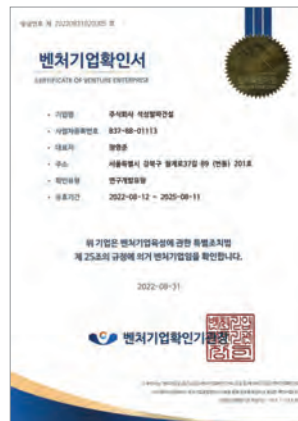 벤처기업확인서
CERTIFICATE OF VENTURE ENTERPRISE
· 기업명 주식회사 석성발파건설
· 사업자등록번호 837-88-01113
· 대표자
· 주소 서울특별시 강북구 월계로37길 89 (번동) 201호
· 확인유형 연구개발유형
· 유효기간 2022-08-12 ~ 2025-08-11
위 기업은 벤처기업육성에 관한 특별조치법
제 25조의 규정에 의거 벤처기업임을 확인합니다.
2022-08-31
벤처기업확인기관장